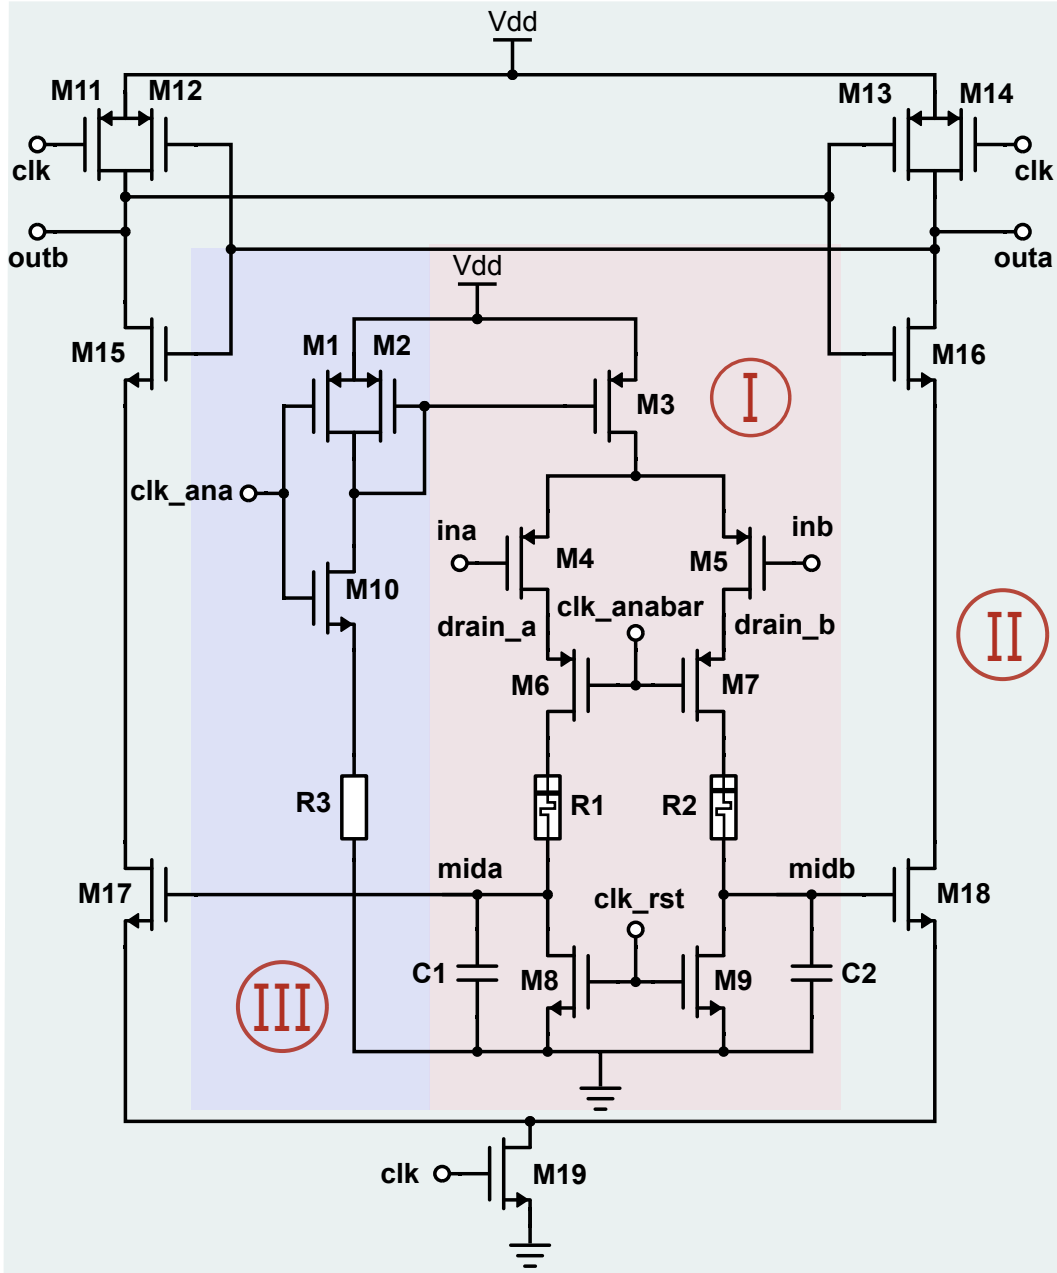 Vdd
M11 M12
M13 M14
clk
clk
outb
outa
Vdd
M15
M1 M2
M3
I
M16
clk_ana
ina
M4
M5
inb
M10
clk_anabar
drain_a
drain_b
II
M6
M7
R3
R1
R2
M17
mida
midb
M18
clk_rst
C1
M8
M9
C2
III
clk
M19